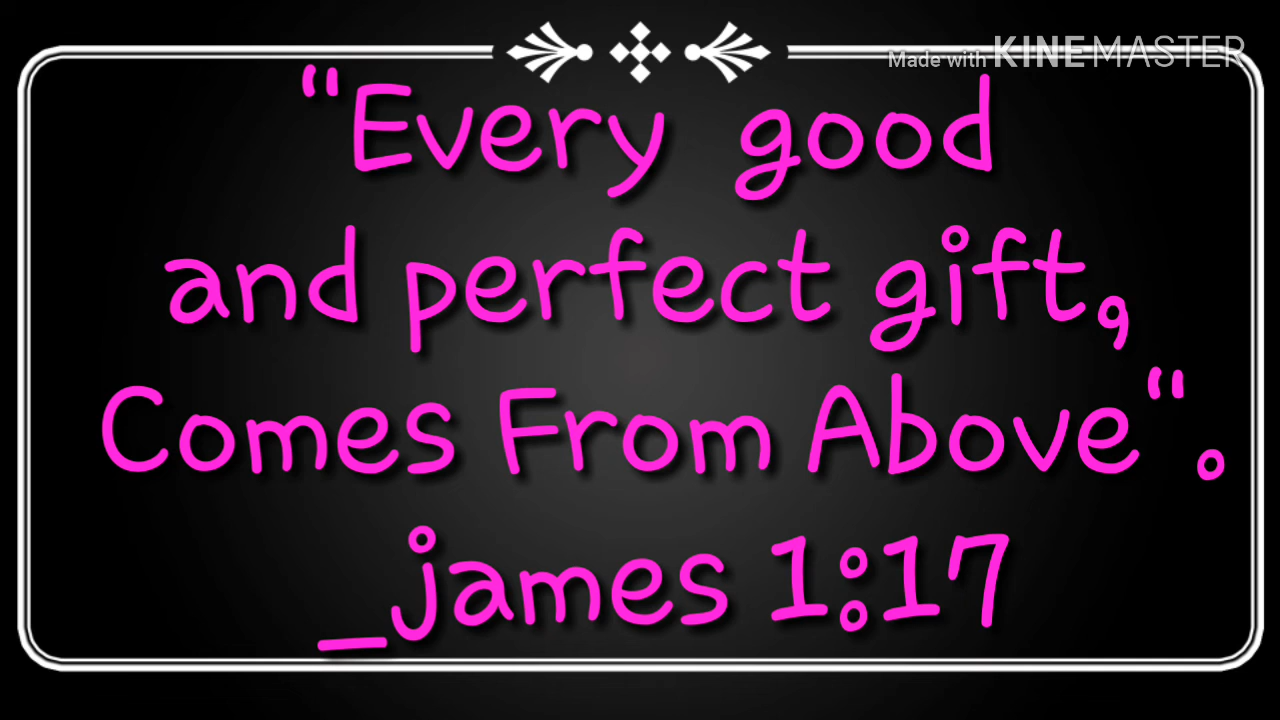 Made with KINEMASTER
"Every good
and perfect gift,
Comes From Above".
_james 1:17